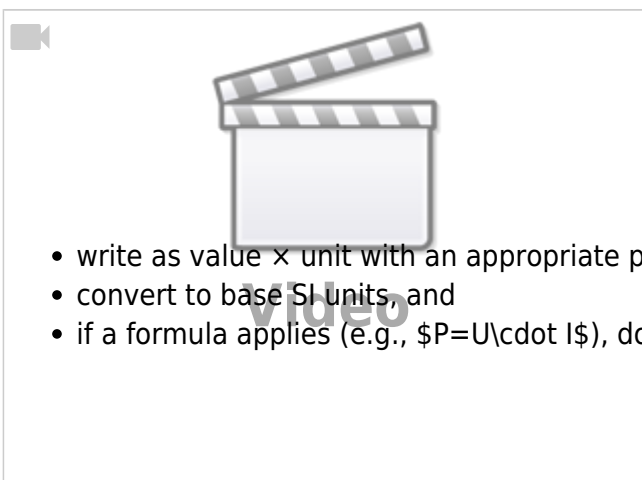 • write as value × unit with an appropriate p
• convert to base SI units, and
Video
• if a formula applies (e.g., $P=U\cdot I$), do